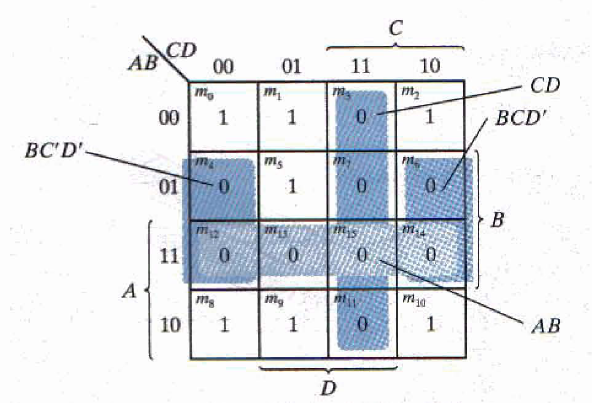 C
AB CD 00 01 11 10
m0 m1 m3 m2
00 1 1 0 1
CD
BCD'
BC'D'
m4 m5 m7 m6
01 0 1 0 0
B
m12 m13 m15 m14
11 0 0 0 0
A
m8 m9 m11 m10
10 1 1 0 1
AB
D